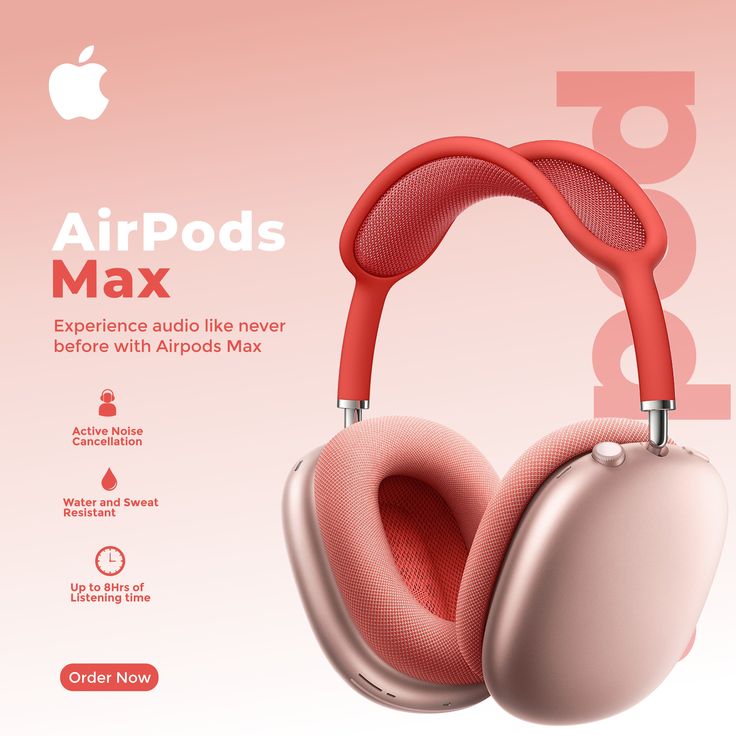 AirPods
Max
Experience audio like never
before with Airpods Max
Active Noise
Cancellation
Water and Sweat
Resistant
Up to 8Hrs of
Listening time
Order Now
pod